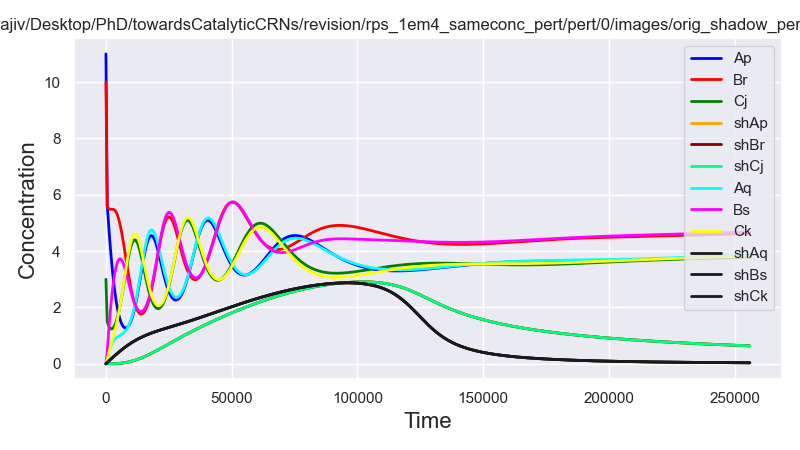 ajiv/Desktop/PhD/towardsCatalyticCRNs/revision/rps_1em4_sameconc_pert/pert/0/images/orig_shadow_per
Concentration
10
8
6
4
2
0
0
50000
100000
150000
200000
250000
Time
Ap
Br
Cj
shAp
shBr
shCj
Aq
Bs
Ck
shAq
shBs
shCk